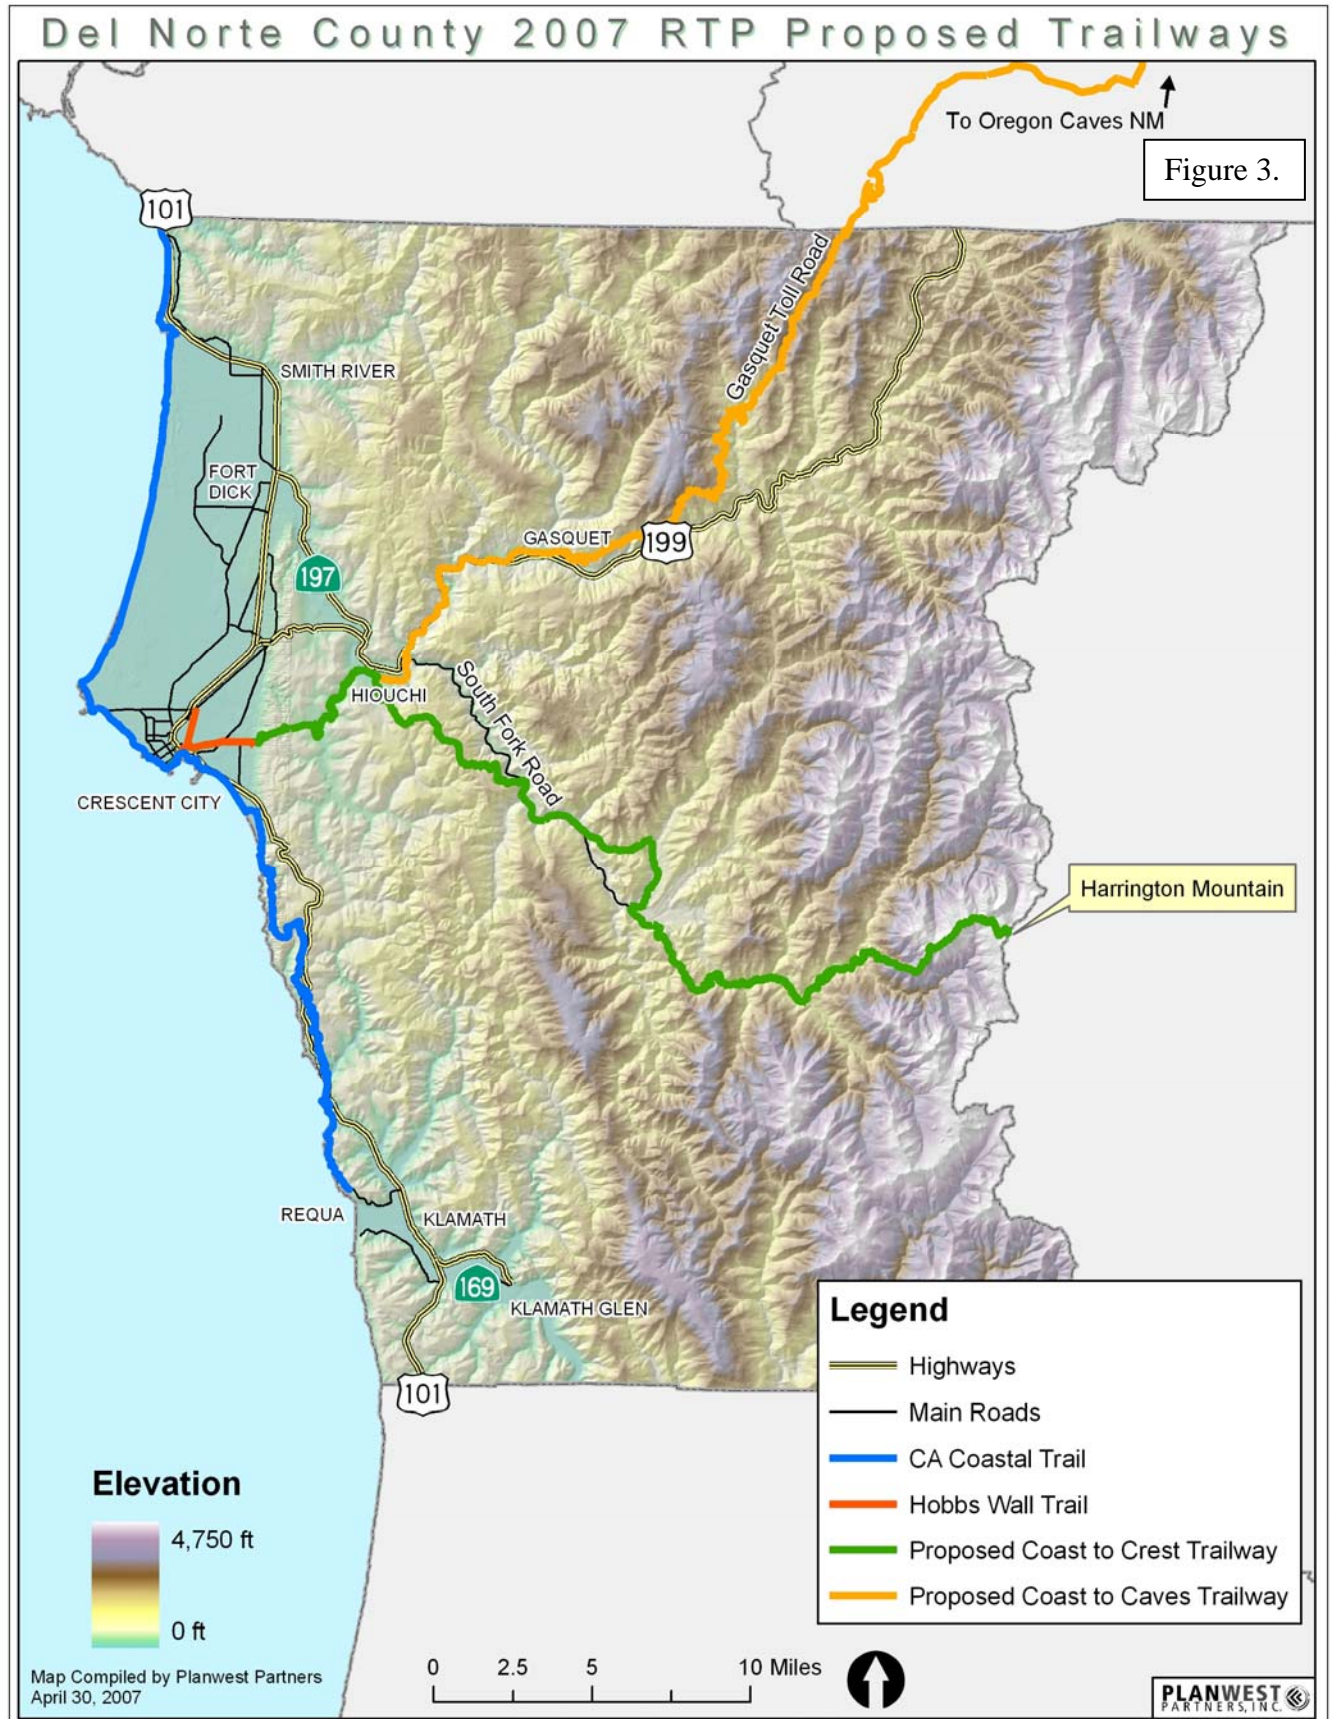 Del Norte County 2007 RTP Proposed Trailways
To Oregon Caves NM
Figure 3.
101
Gasquet Toll Road
SMITH RIVER
FORT
DICK
GASQUET
199
197
South Fork Road
HIOUCHI
CRESCENT CITY
Harrington Mountain
REQUA
KLAMATH
169
KLAMATH GLEN
101
Legend
Highways
Main Roads
CA Coastal Trail
Hobbs Wall Trail
Proposed Coast to Crest Trailway
Proposed Coast to Caves Trailway
Elevation
4,750 ft
0 ft
Map Compiled by Planwest Partners
April 30, 2007
0 2.5 5 10 Miles
PLANWEST
PARTNERS, INC.